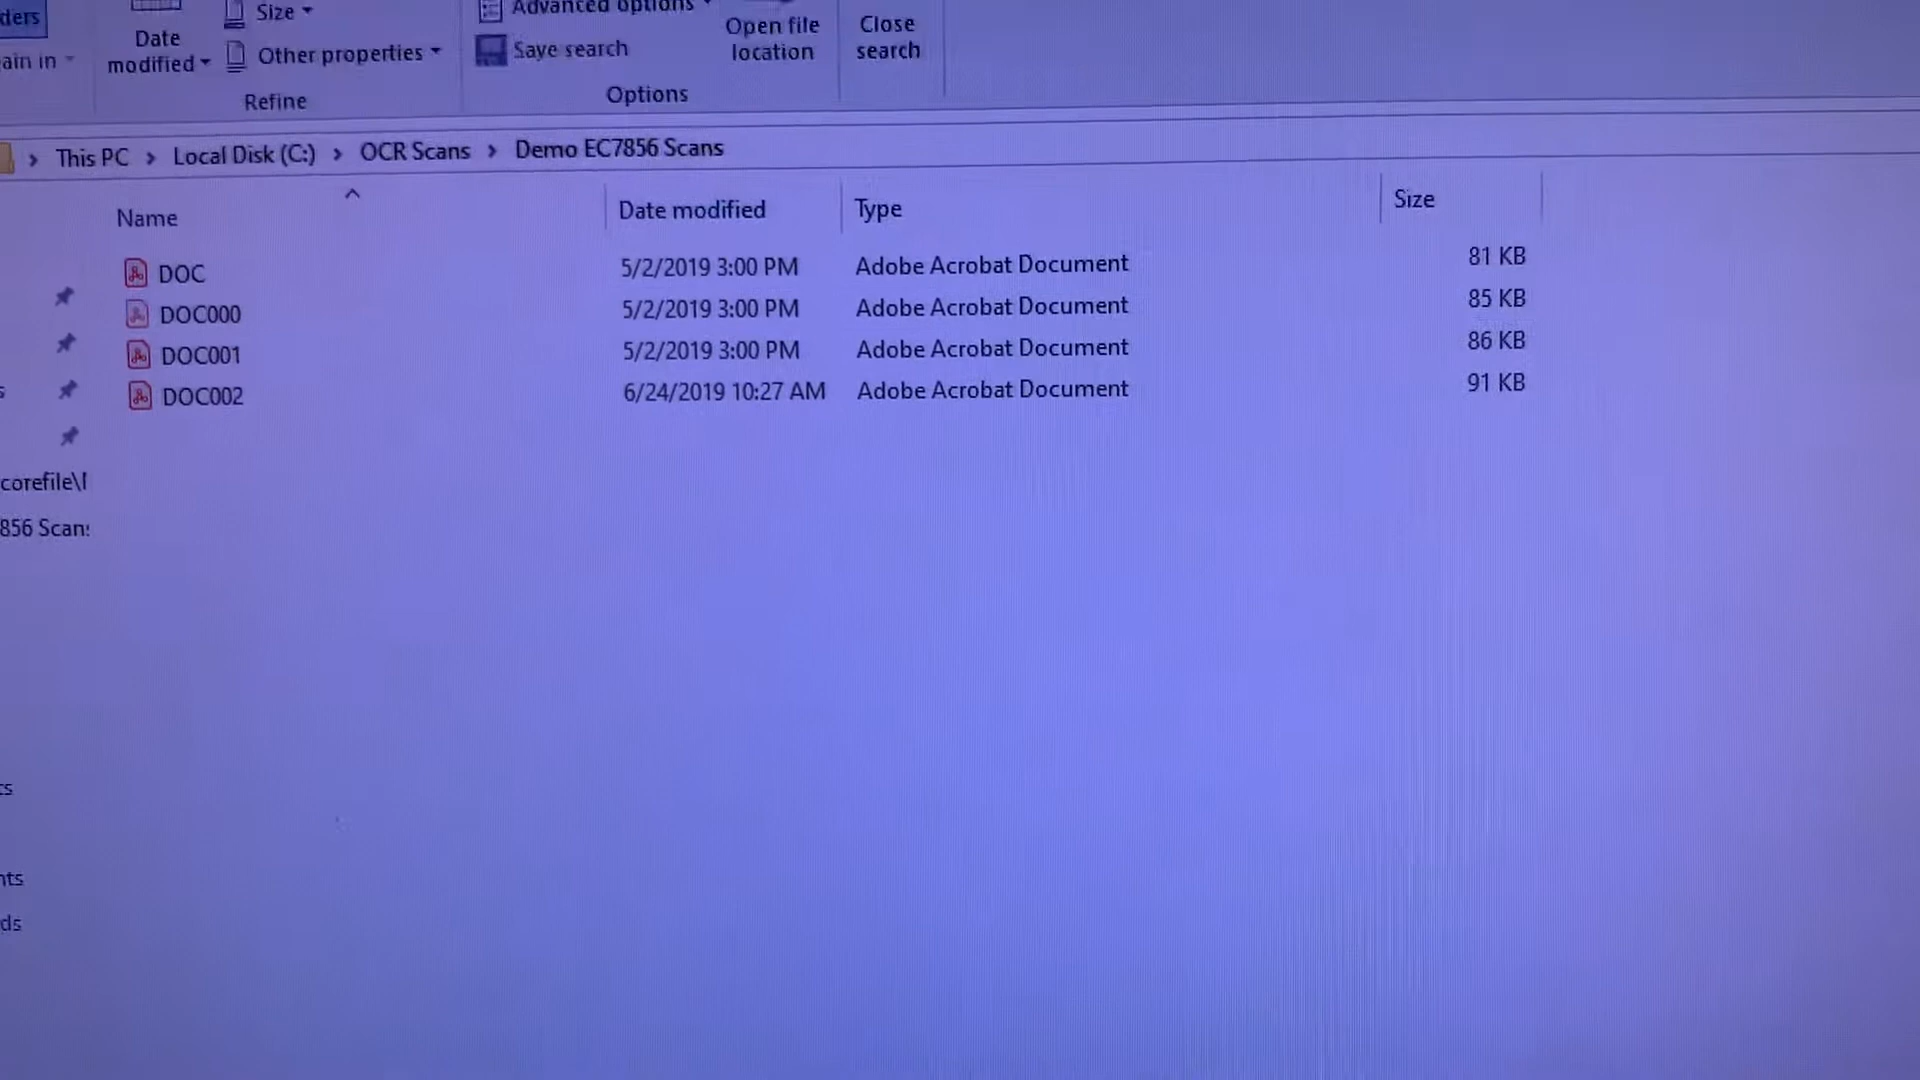 Size
Advanced options
Date modified
Other properties
Save search
Open file location
Close search
Refine
Options
This PC > Local Disk (C:) > OCR Scans > Demo EC7856 Scans
Name Date modified Type Size
DOC 5/2/2019 3:00 PM Adobe Acrobat Document 81 KB
DOC000 5/2/2019 3:00 PM Adobe Acrobat Document 85 KB
DOC001 5/2/2019 3:00 PM Adobe Acrobat Document 86 KB
DOC002 6/24/2019 10:27 AM Adobe Acrobat Document 91 KB
corefile\
856 Scans